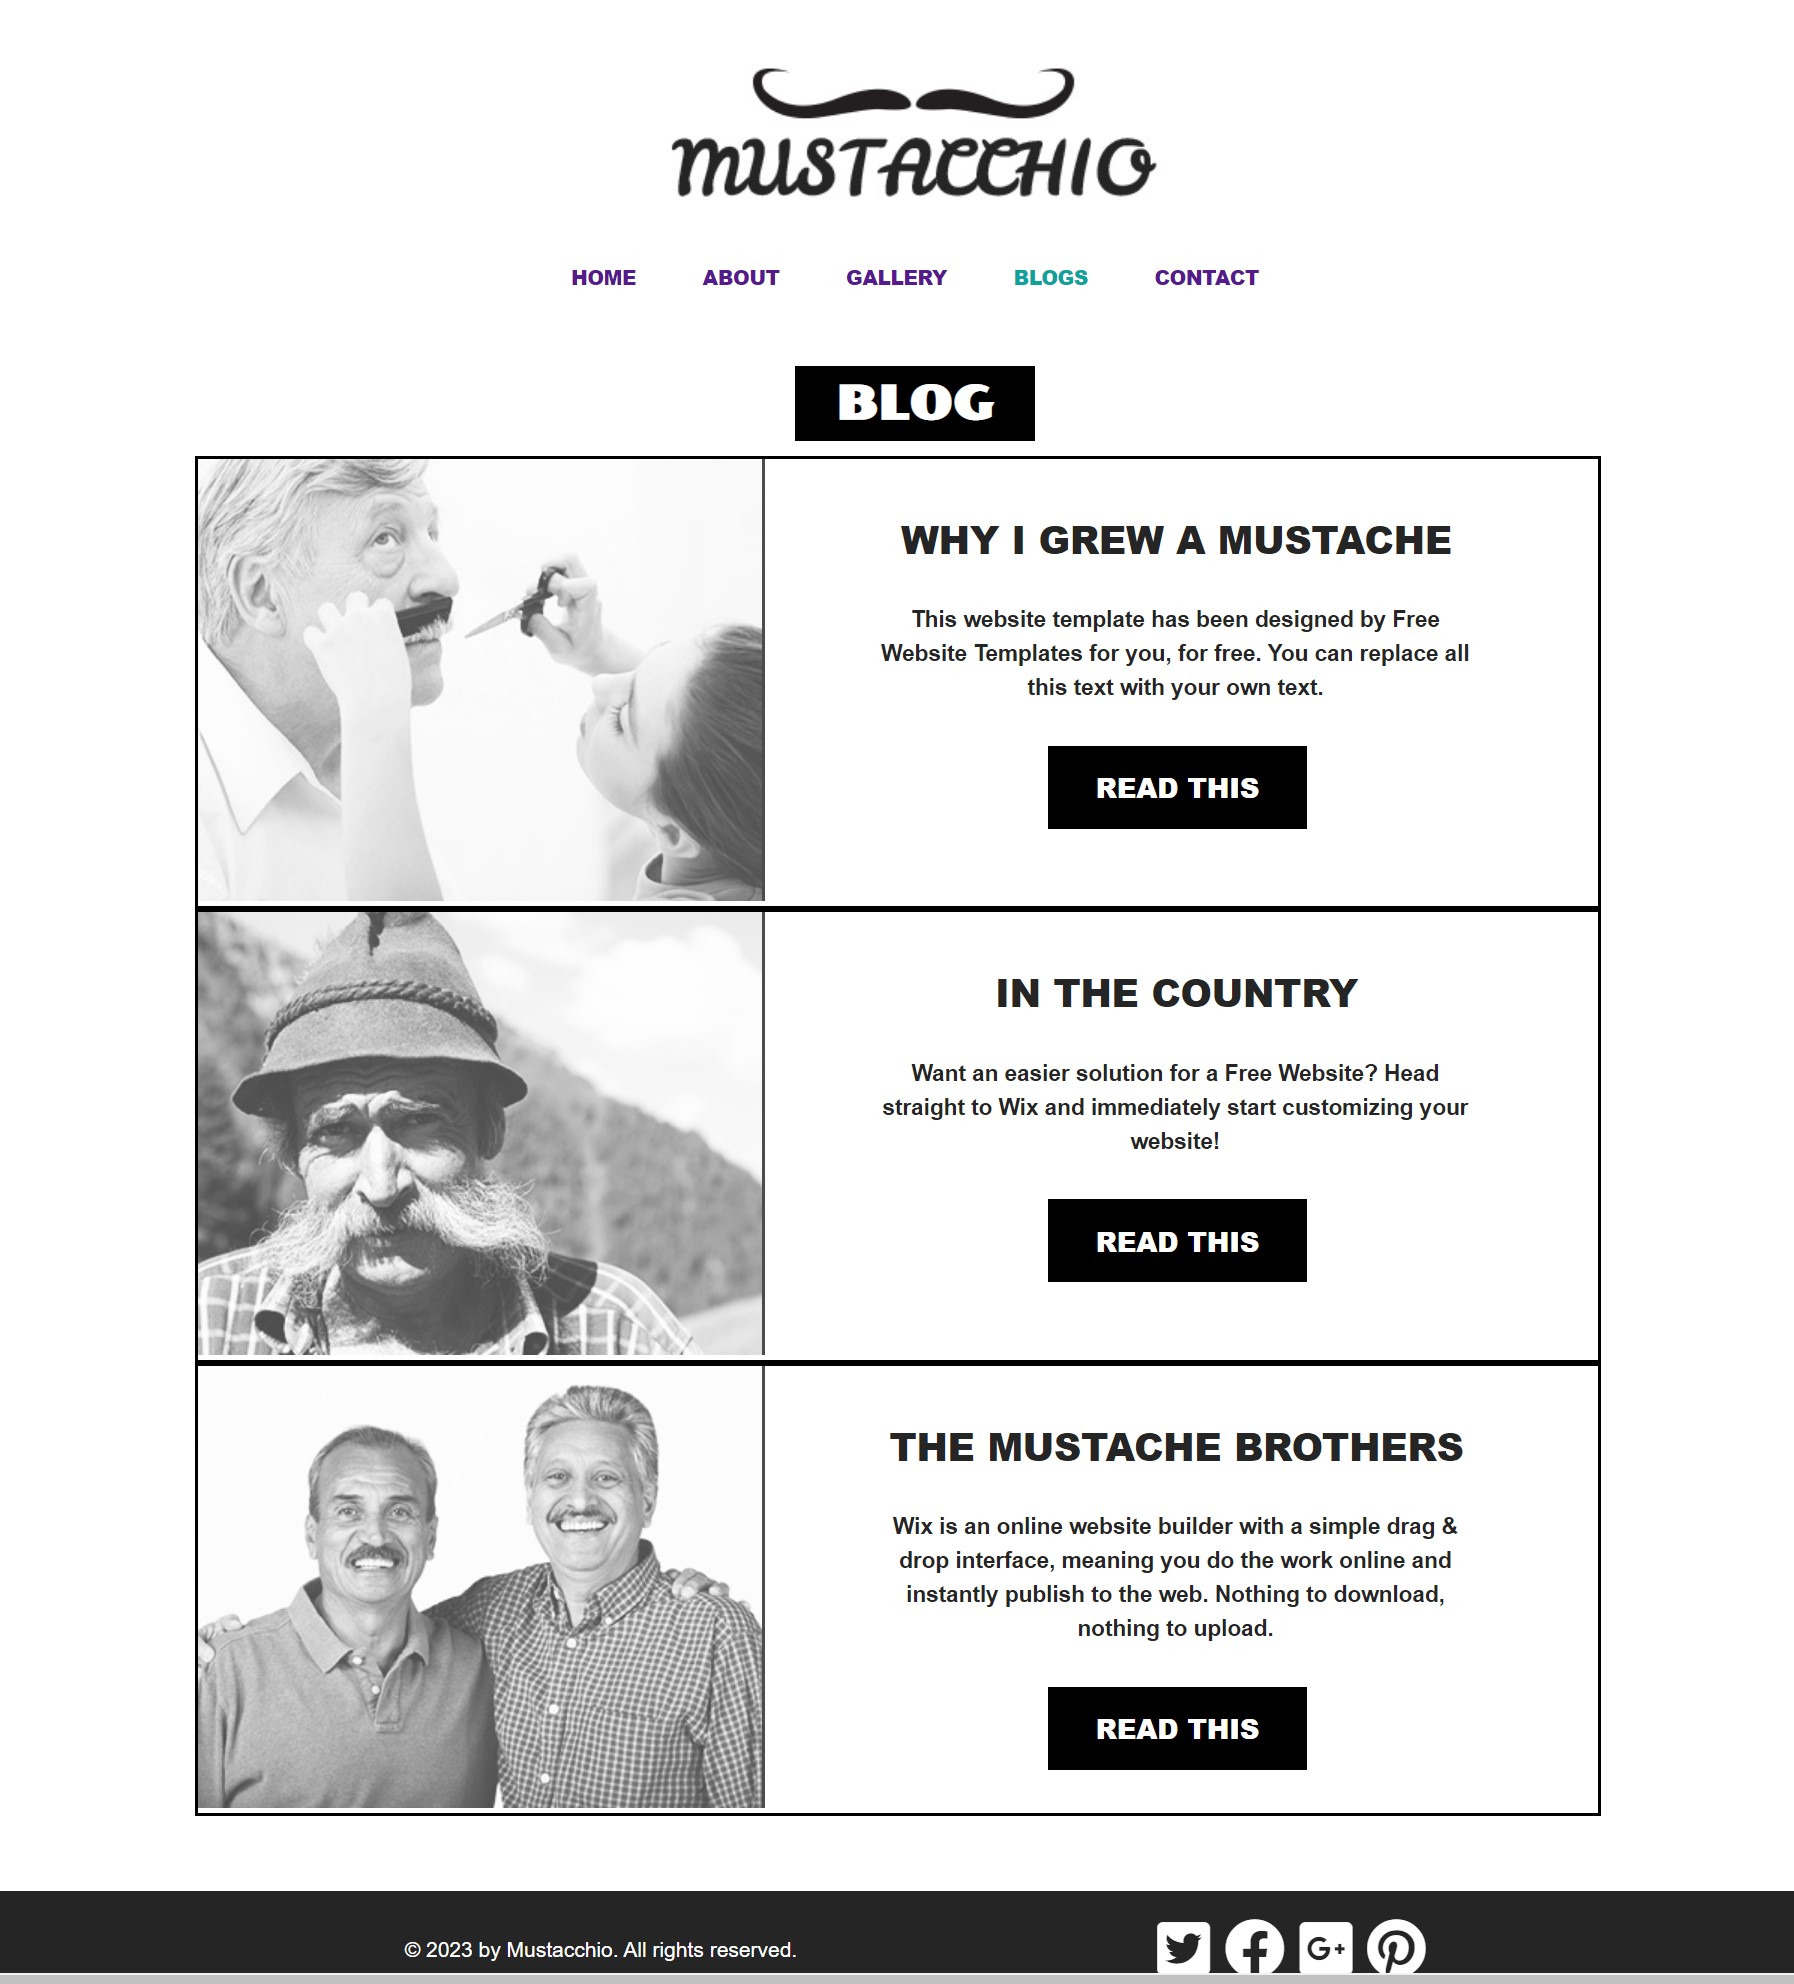 MUSTACCHIO
HOME ABOUT GALLERY BLOGS CONTACT
BLOG
WHY I GREW A MUSTACHE
This website template has been designed by Free
Website Templates for you, for free. You can replace all
this text with your own text.
READ THIS
IN THE COUNTRY
Want an easier solution for a Free Website? Head
straight to Wix and immediately start customizing your
website!
READ THIS
THE MUSTACHE BROTHERS
Wix is an online website builder with a simple drag &
drop interface, meaning you do the work online and
instantly publish to the web. Nothing to download,
nothing to upload.
READ THIS
© 2023 by Mustacchio. All rights reserved.